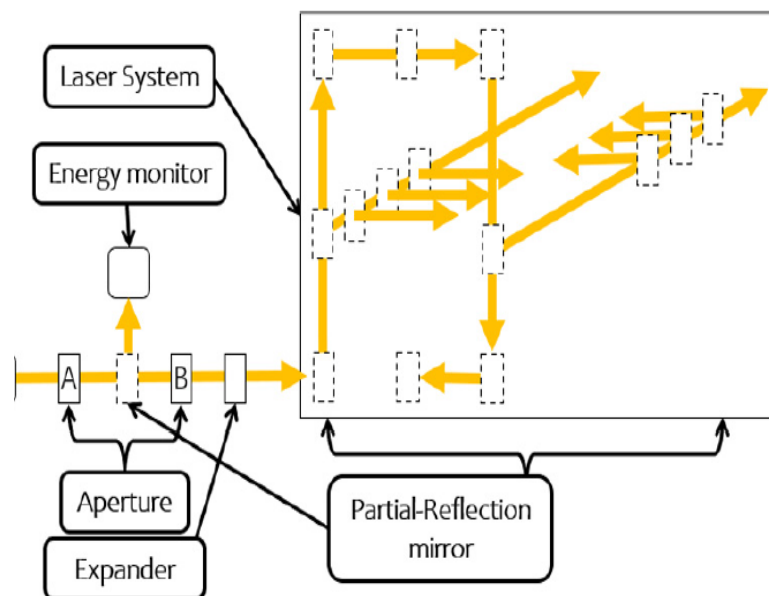 Laser System
Energy monitor
A
B
Aperture
Expander
Partial-Reflection
mirror